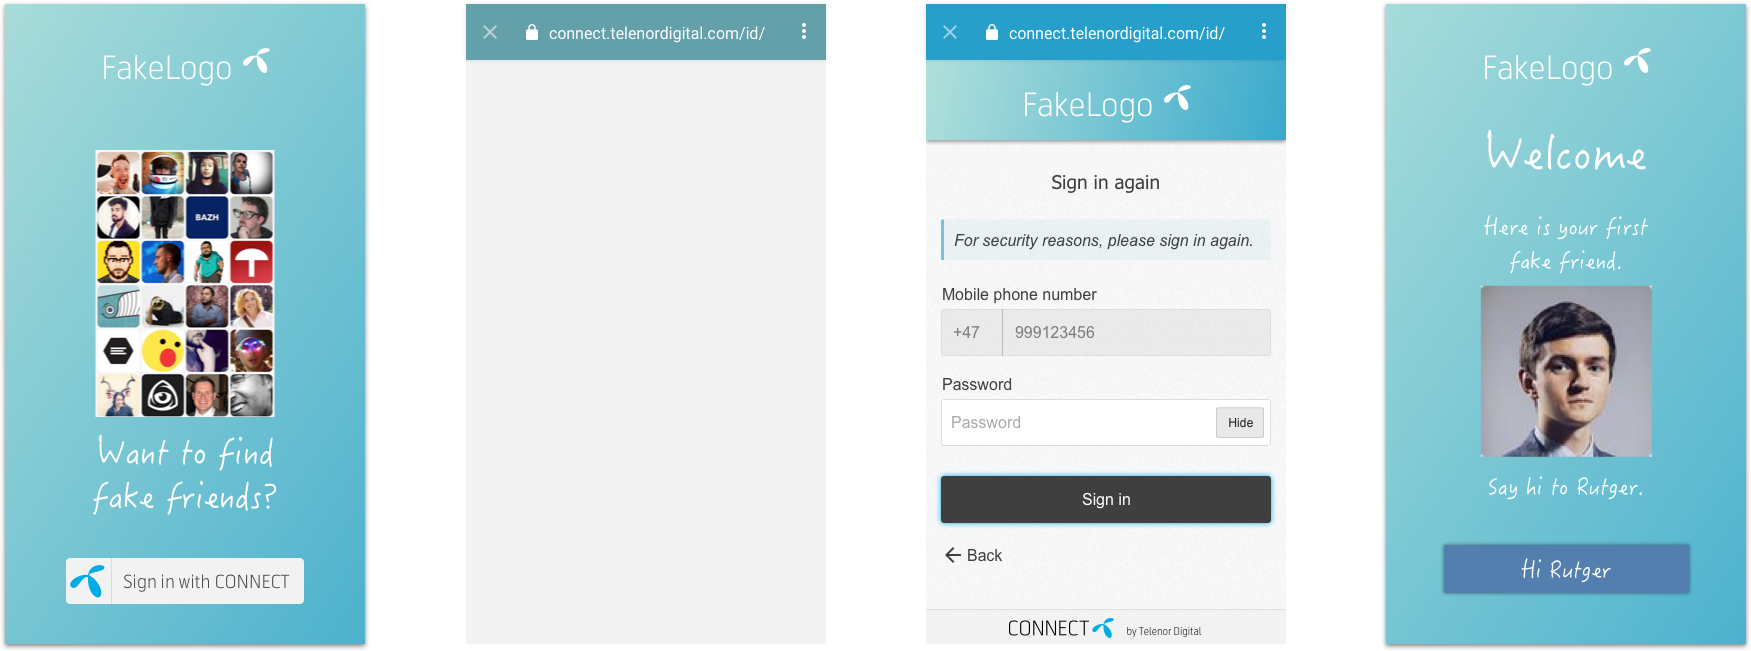 FakeLogo
BAZH
Want to find
fake friends?
Sign in with CONNECT
connect.telenordigital.com/id/
connect.telenordigital.com/id/
FakeLogo
Sign in again
For security reasons, please sign in again.
Mobile phone number
+47 999123456
Password
Password Hide
Sign in
Back
CONNECT by Telenor Digital
FakeLogo
Welcome
Here is your first
fake friend.
Say hi to Rutger.
Hi Rutger